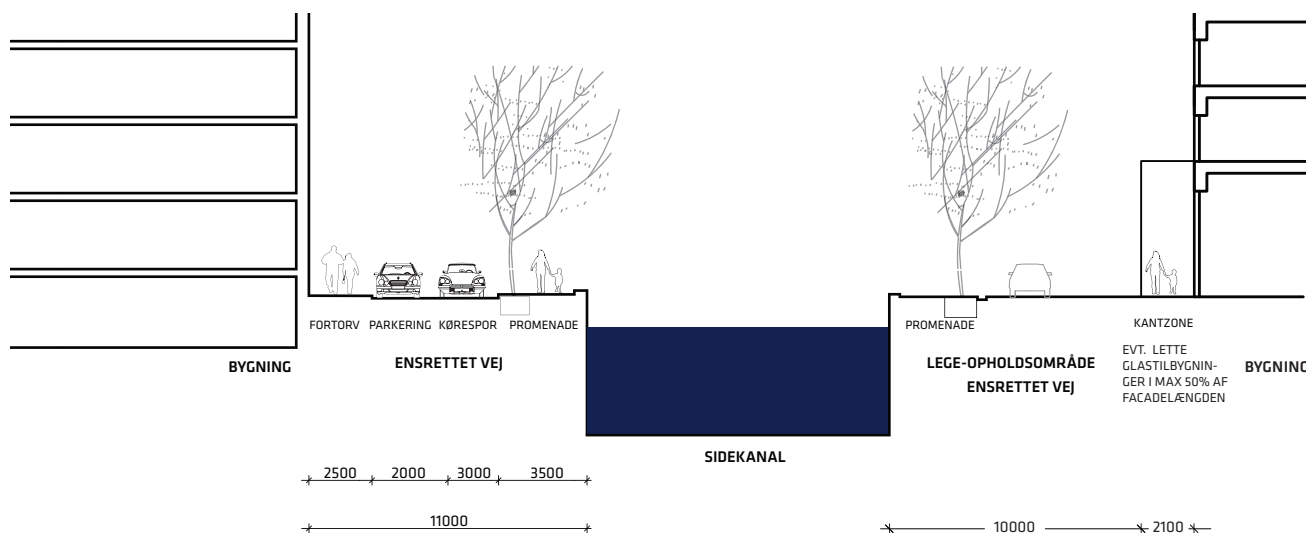 FORTORV PARKERING KØRESPOR PROMENADE
PROMENADE
KANTZONE
BYGNING
ENSRETTET VEJ
LEGE-OPHOLDSOMRÅDE
ENSRETTET VEJ
EVT. LETTE
GLASTILBYGNIN-
GER I MAX 50% AF
FACADELÆNGDEN
BYGNING
SIDEKANAL
2500 2000 3000 3500
11000
10000 2100